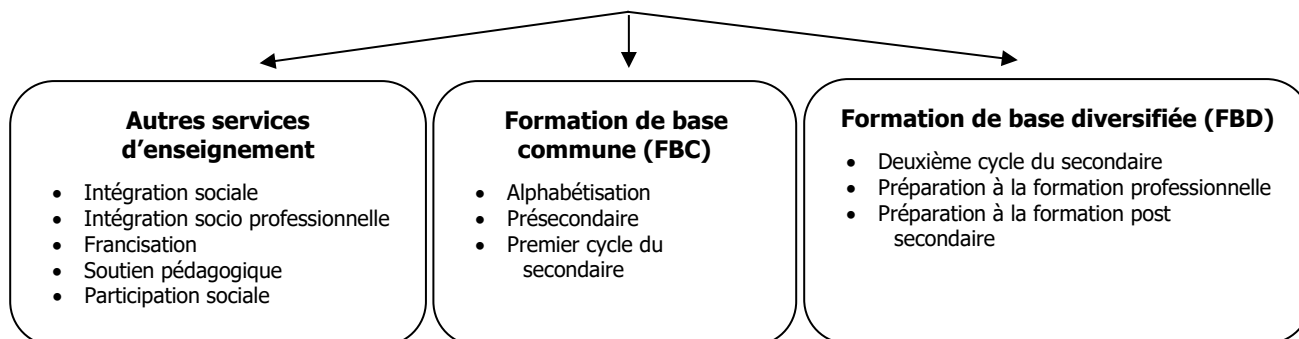 Autres services
d'enseignement
• Intégration sociale
• Intégration socio professionnelle
• Francisation
• Soutien pédagogique
• Participation sociale
Formation de base
commune (FBC)
• Alphabétisation
• Présecondaire
• Premier cycle du
secondaire
Formation de base diversifiée (FBD)
• Deuxième cycle du secondaire
• Préparation à la formation professionnelle
• Préparation à la formation post
secondaire